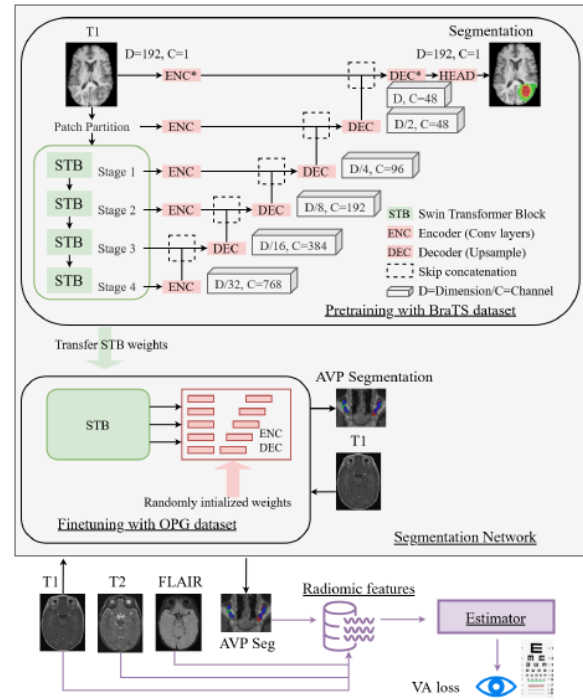 T1
Segmentation
D=192, C=1
D=192, C=1
ENC*
DEC*
HEAD
D, C=48
Patch Partition
ENC
DEC
D/2, C=48
STB
Stage 1
ENC
DEC
D/4, C=96
STB
Stage 2
ENC
DEC
D/8, C=192
STB
Stage 3
ENC
DEC
D/16, C=384
STB
Stage 4
ENC
D/32, C=768
STB Swin Transformer Block
ENC Encoder (Conv layers)
DEC Decoder (Upsample)
Skip concatenation
D=Dimension/C=Channel
Pretraining with BraTS dataset
Transfer STB weights
AVP Segmentation
STB
ENC
DEC
T1
Randomly intialized weights
Finetuning with OPG dataset
Segmentation Network
T1
T2
FLAIR
AVP Seg
Radiomic features
Estimator
VA loss